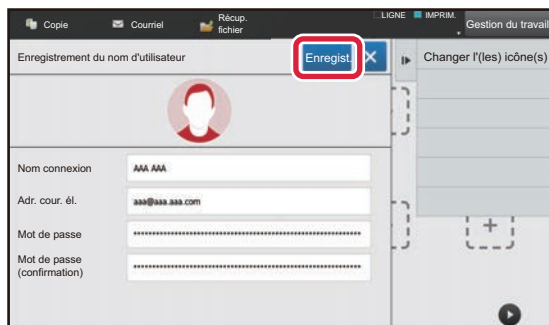 Copie
Courriel
Récup.
fichier
LIGNE
IMPRIM.
Gestion du travail
Enregistrement du nom d'utilisateur
Enregist.
Changer l'(les) icône(s)
Nom connexion
AAA AAA
Adr. cour. él.
aaa@aaa.aaa.com
Mot de passe
************************************************************
Mot de passe
(confirmation)
************************************************************